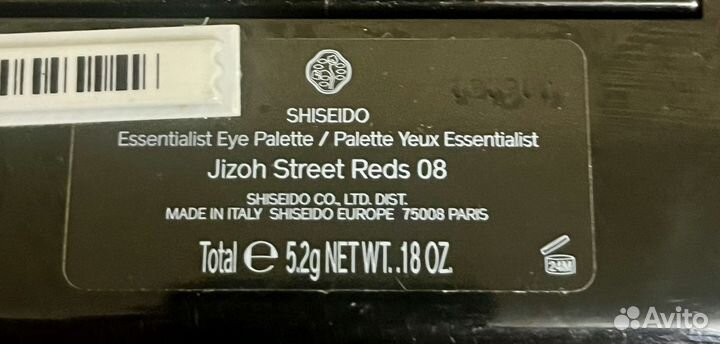 SHISEIDO
Essentialist Eye Palette / Palette Yeux Essentialist
Jizoh Street Reds 08
SHISEIDO CO., LTD. DIST.
MADE IN ITALY SHISEIDO EUROPE 75008 PARIS
Total e 5.2g NET WT. .18 OZ.
24M
Avito